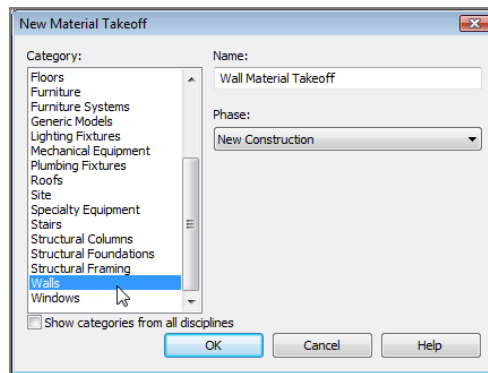 New Material Takeoff
Category:
Floors
Furniture
Furniture Systems
Generic Models
Lighting Fixtures
Mechanical Equipment
Plumbing Fixtures
Roofs
Site
Specialty Equipment
Stairs
Structural Columns
Structural Foundations
Structural Framing
Walls
Windows
Show categories from all disciplines
Name:
Wall Material Takeoff
Phase:
New Construction
OK
Cancel
Help